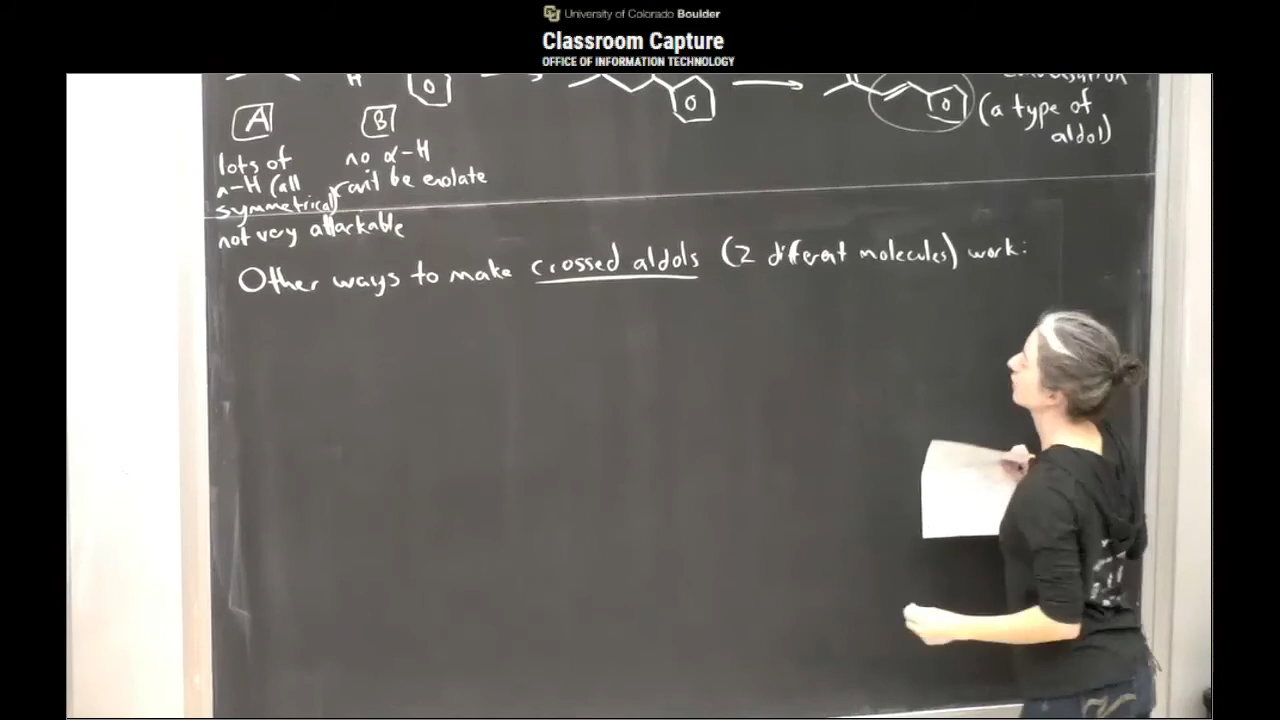 University of Colorado Boulder
Classroom Capture
OFFICE OF INFORMATION TECHNOLOGY
H
(a type of
aldol)
A
B
lots of
α-H (all
symmetrical)
not very attackable
no α-H
can't be enolate
Other ways to make crossed aldols (2 different molecules) work: